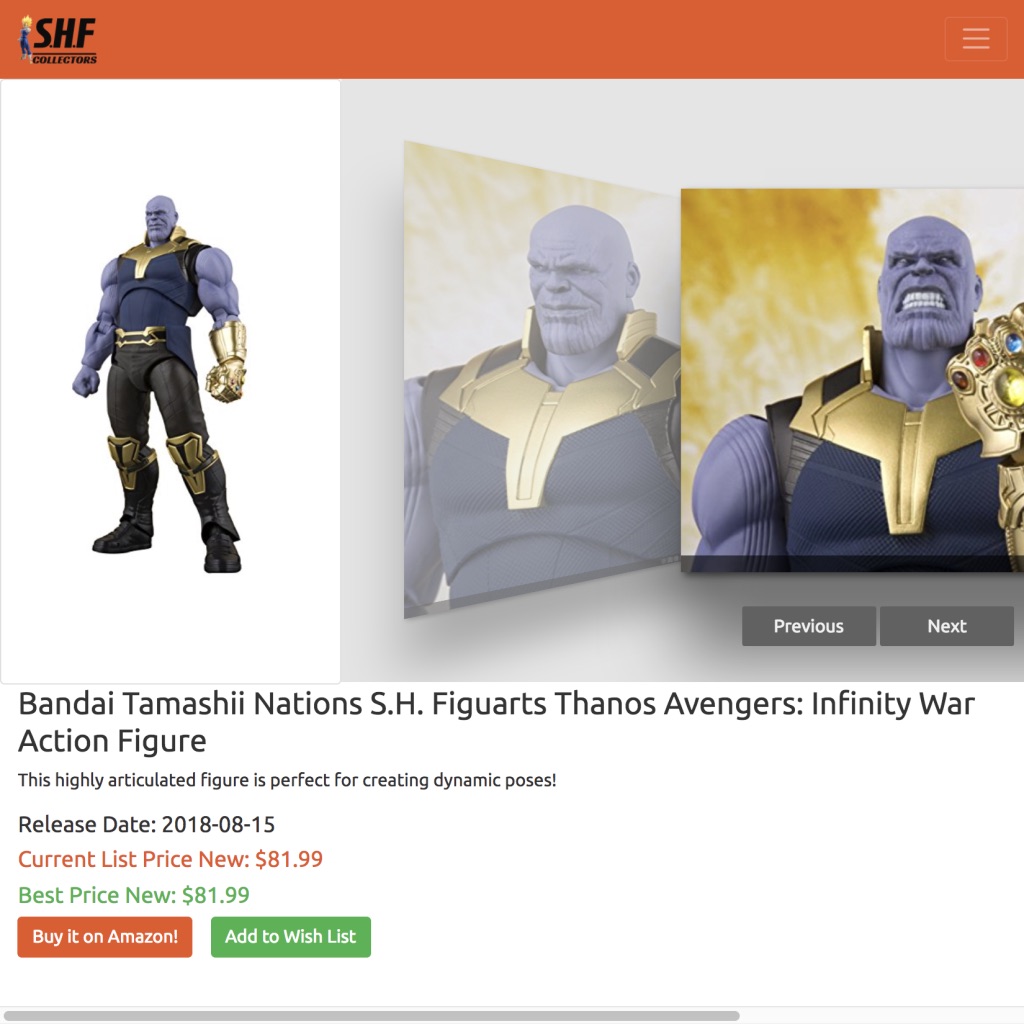 S.H.F
COLLECTORS
Previous
Next
Bandai Tamashii Nations S.H. Figuarts Thanos Avengers: Infinity War
Action Figure
This highly articulated figure is perfect for creating dynamic poses!
Release Date: 2018-08-15
Current List Price New: $81.99
Best Price New: $81.99
Buy it on Amazon!
Add to Wish List